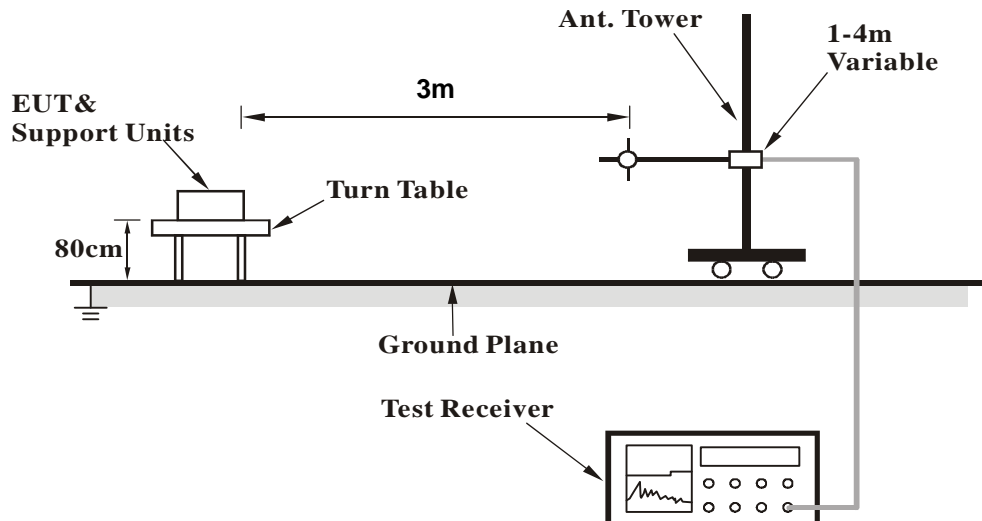 Ant. Tower
1-4m
Variable
3m
EUT&
Support Units
Turn Table
80cm
Ground Plane
Test Receiver